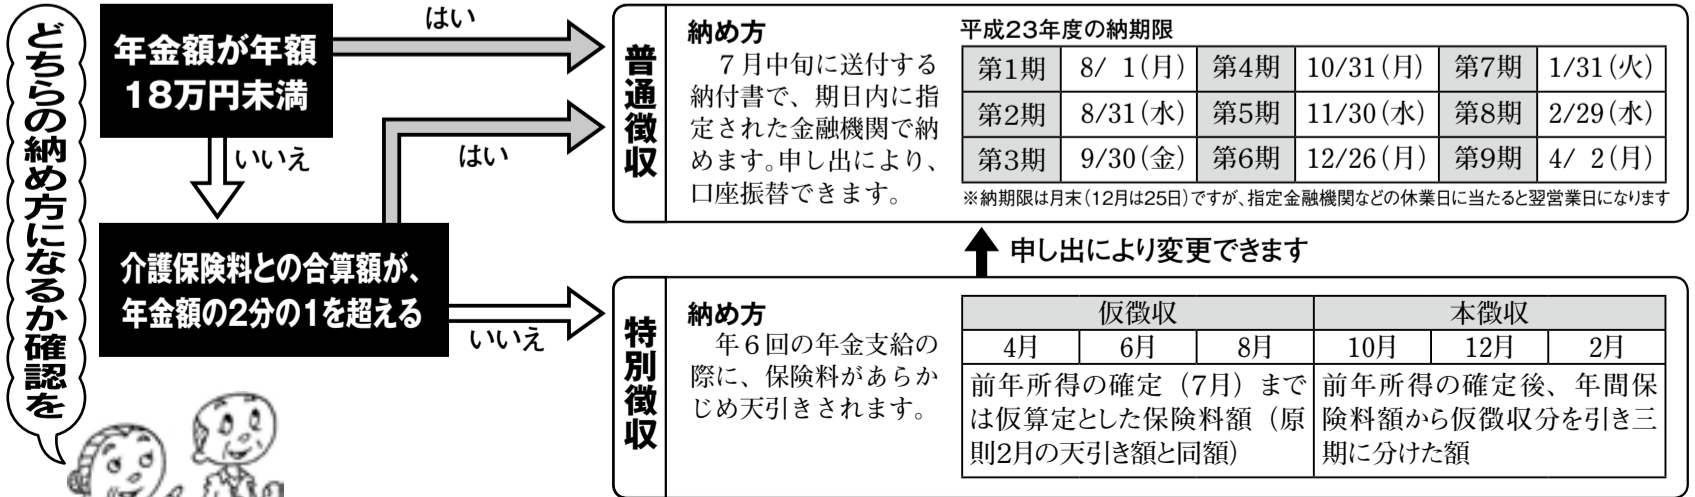 どちらの納め方になるか確認を
年金額が年額
18万円未満
はい
いいえ
はい
介護保険料との合算額が、
年金額の2分の1を超える
いいえ
普通徴収
納め方
７月中旬に送付する
納付書で、期日内に指
定された金融機関で納
めます。申し出により、
口座振替できます。
平成23年度の納期限
第1期 8/ 1(月) 第4期 10/31(月) 第7期 1/31(火)
第2期 8/31(水) 第5期 11/30(水) 第8期 2/29(水)
第3期 9/30(金) 第6期 12/26(月) 第9期 4/ 2(月)
※納期限は月末(12月は25日)ですが、指定金融機関などの休業日に当たると翌営業日になります
申し出により変更できます
特別徴収
納め方
年６回の年金支給の
際に、保険料があらか
じめ天引きされます。
仮徴収 本徴収
4月 6月 8月 10月 12月 2月
前年所得の確定（7月）まで
は仮算定とした保険料額（原
則2月の天引き額と同額）
前年所得の確定後、年間保
険料額から仮徴収分を引き三
期に分けた額